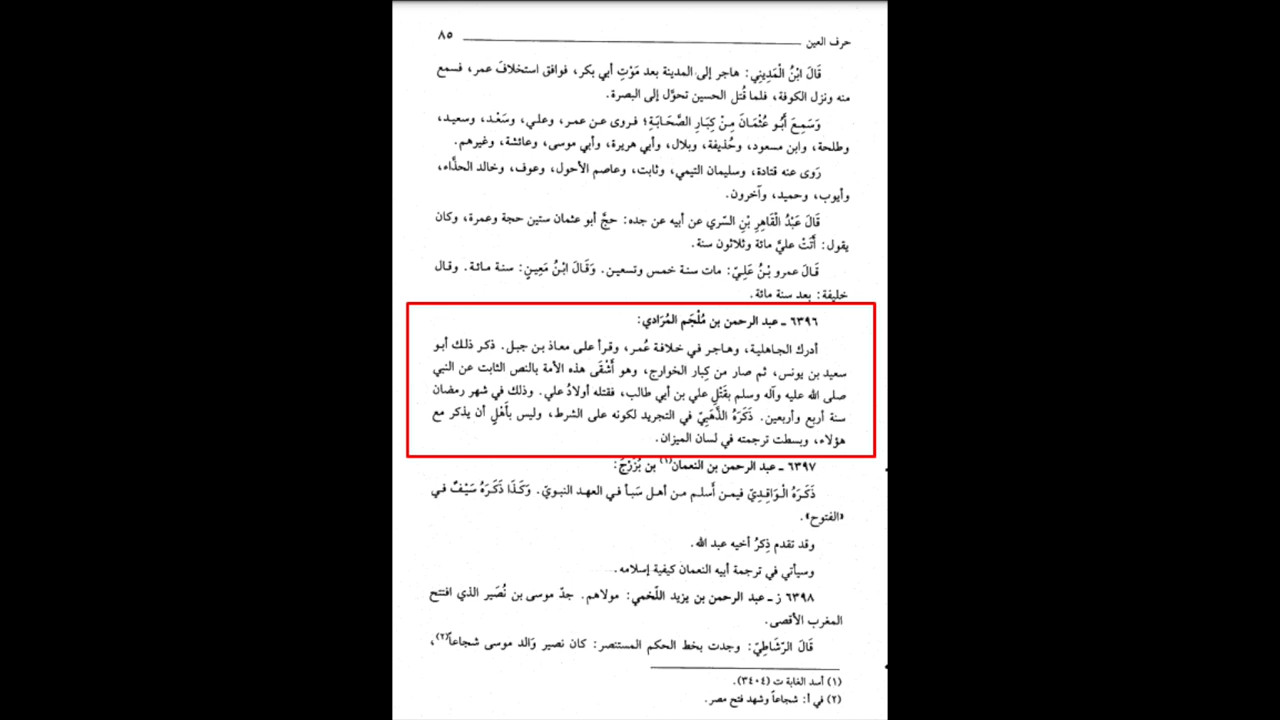 حرف العين ٨٥
قَالَ ابْنُ الْمَدِينِي: هاجر إلى المدينة بعد مَوْتِ أبي بكر، فوافق استخلافَ عمر، فسمع
منه ونزل الكوفة، فلما قُتل الحسين تحوَّل إلى البصرة.
وَسَمِعَ أَبُو عُثْمَانَ مِنْ كِبَارِ الصَّحَابَةِ؛ فروى عن عمر، وعلي، وسَعْد، وسعيد،
وطلحة، وابن مسعود، وحُذيفة، وبلال، وأبي هريرة، وأبي موسى، وعائشة، وغيرهم.
رَوى عنه قتادة، وسليمان التيمي، وثابت، وعاصم الأحول، وعوف، وخالد الحذَّاء،
وأيوب، وحميد، وآخرون.
قَالَ عَبْدُ الْقَاهِرِ بْنِ السّري عن أبيه عن جده: حجَّ أبو عثمان ستين حجة وعمرة، وكان
يقول: أَتَتْ عليَّ مائة وثلاثون سنة.
قَالَ عمرو بْنُ عَلِيّ: مات سنة خمس وتسعين. وَقَالَ ابْنُ مَعِينٍ: سنة مائة. وقال
خليفة: بعد سنة مائة.
٦٣٩٦ ـ عبد الرحمن بن مُلْجَم المُرَادي:
أدرك الجاهلية، وهاجر في خلافة عُمر، وقرأ على معاذ بن جبل. ذكر ذلك أبو
سعيد بن يونس، ثم صار من كِبار الخوارج، وهو أَشْقَى هذه الأمة بالنص الثابت عن النبي
صلى الله عليه وآله وسلم بقَتْلِ علي بن أبي طالب، فقتله أولادُ علي. وذلك في شهر رمضان
سنة أربع وأربعين. ذَكَرَهُ الذَّهَبِيّ في التجريد لكونه على الشرط، وليس بأَهْلٍ أن يذكر مع
هؤلاء، وبسطت ترجمته في لسان الميزان.
٦٣٩٧ ـ عبد الرحمن بن النعمان(١) بن بُزُرْجَ:
ذَكَرَهُ الْوَاقِدِيّ فيمن أَسلم من أهل سَبأ في العهد النبويّ. وَكَذَا ذَكَرَهُ سَيْفٌ في
«الفتوح».
وقد تقدم ذِكرُ أخيه عبد الله.
وسيأتي في ترجمة أبيه النعمان كيفية إسلامه.
٦٣٩٨ ز ـ عبد الرحمن بن يزيد اللّخمي: مولاهم. جدّ موسى بن نُصَير الذي افتتح
المغرب الأقصى.
قَالَ الرّشَاطِيّ: وجدت بخط الحكم المستنصر: كان نصير وَالد موسى شجاعاً(٢)،
(١) أسد الغابة ت (٣٤٠٤).
(٢) في أ: شجاعاً وشهد فتح مصر.